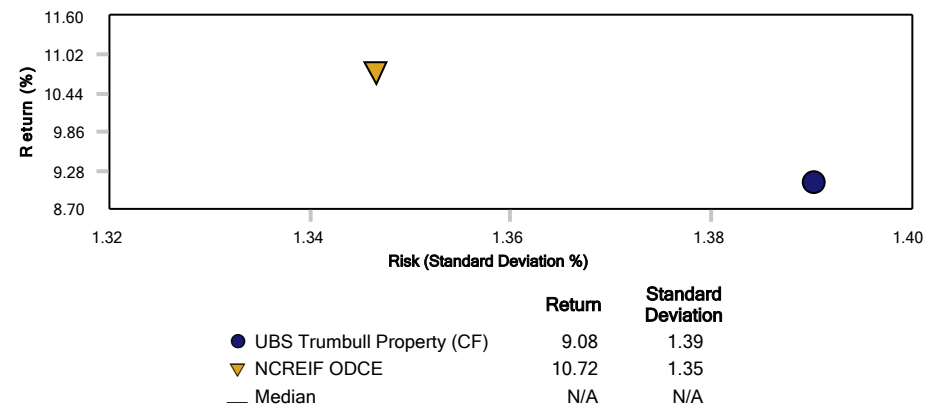 11.60
11.02
10.44
9.86
9.28
8.70
Return (%)
1.32 1.34 1.36 1.38 1.40
Risk (Standard Deviation %)
Return Standard Deviation
UBS Trumbull Property (CF) 9.08 1.39
NCREIF ODCE 10.72 1.35
Median N/A N/A